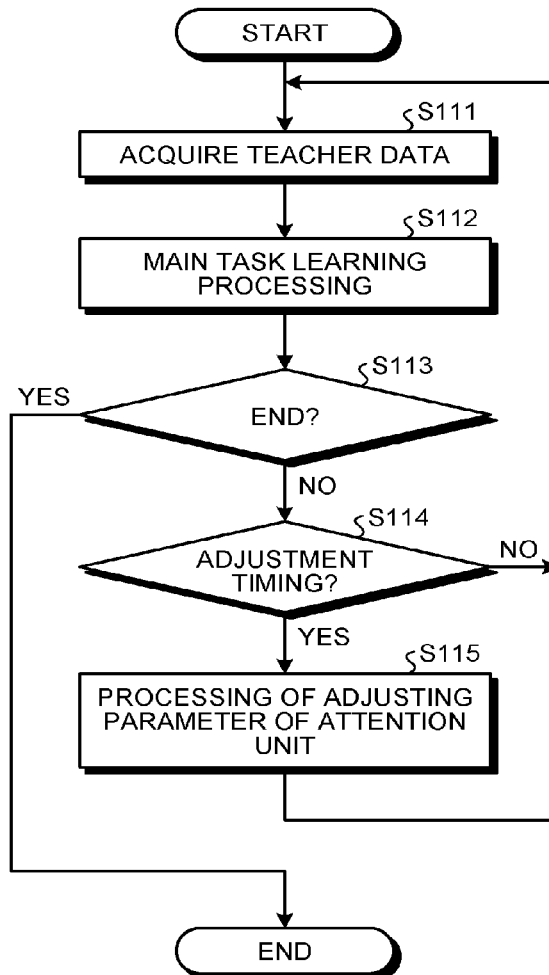 START
S111
ACQUIRE TEACHER DATA
S112
MAIN TASK LEARNING
PROCESSING
S113
YES
END?
NO
S114
ADJUSTMENT
TIMING?
NO
YES
S115
PROCESSING OF ADJUSTING
PARAMETER OF ATTENTION
UNIT
END